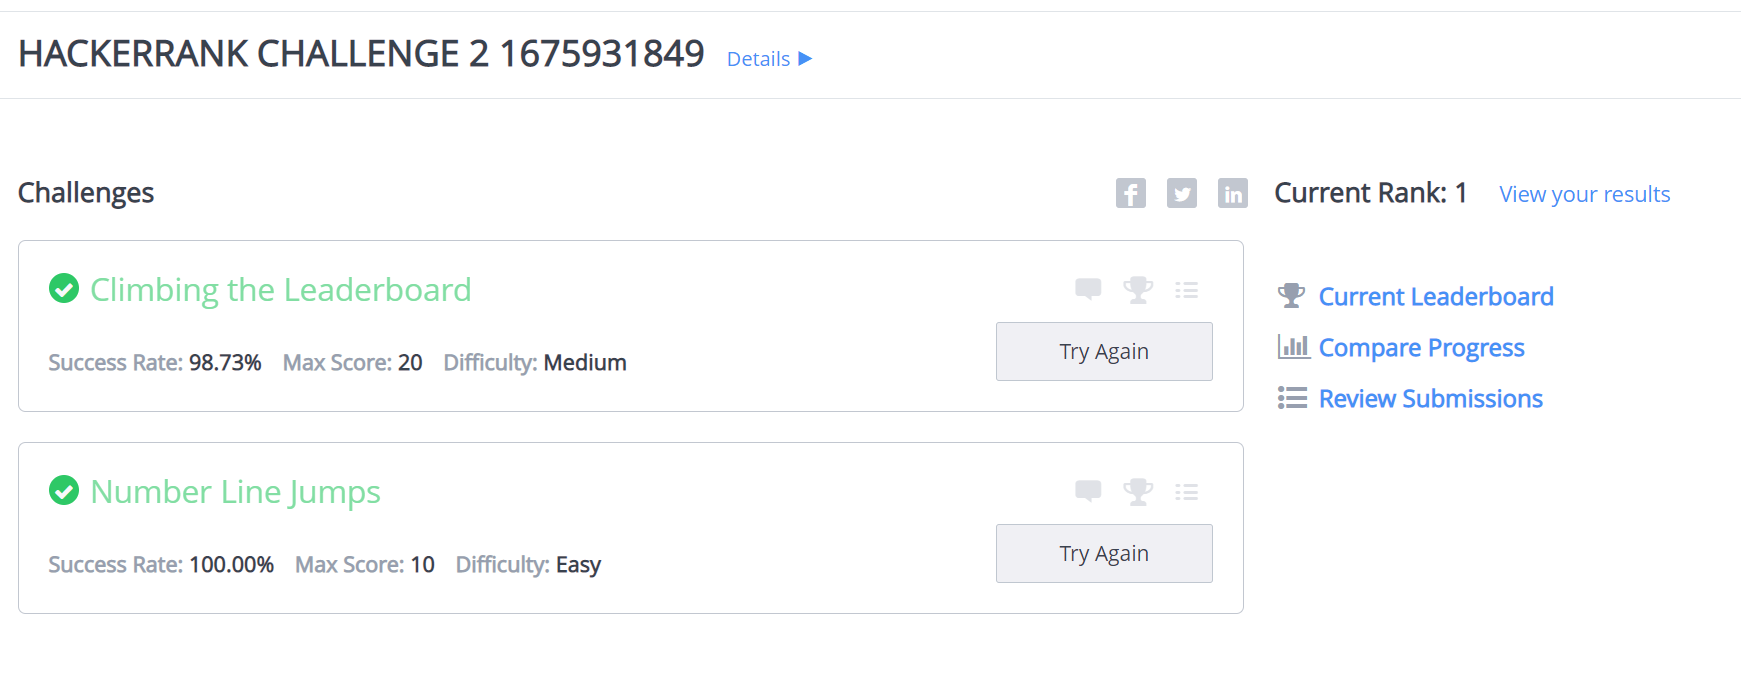 HACKERRANK CHALLENGE 2 1675931849 Details ▶
Challenges
Current Rank: 1 View your results
Climbing the Leaderboard
Success Rate: 98.73% Max Score: 20 Difficulty: Medium
Try Again
Number Line Jumps
Success Rate: 100.00% Max Score: 10 Difficulty: Easy
Try Again
Current Leaderboard
Compare Progress
Review Submissions